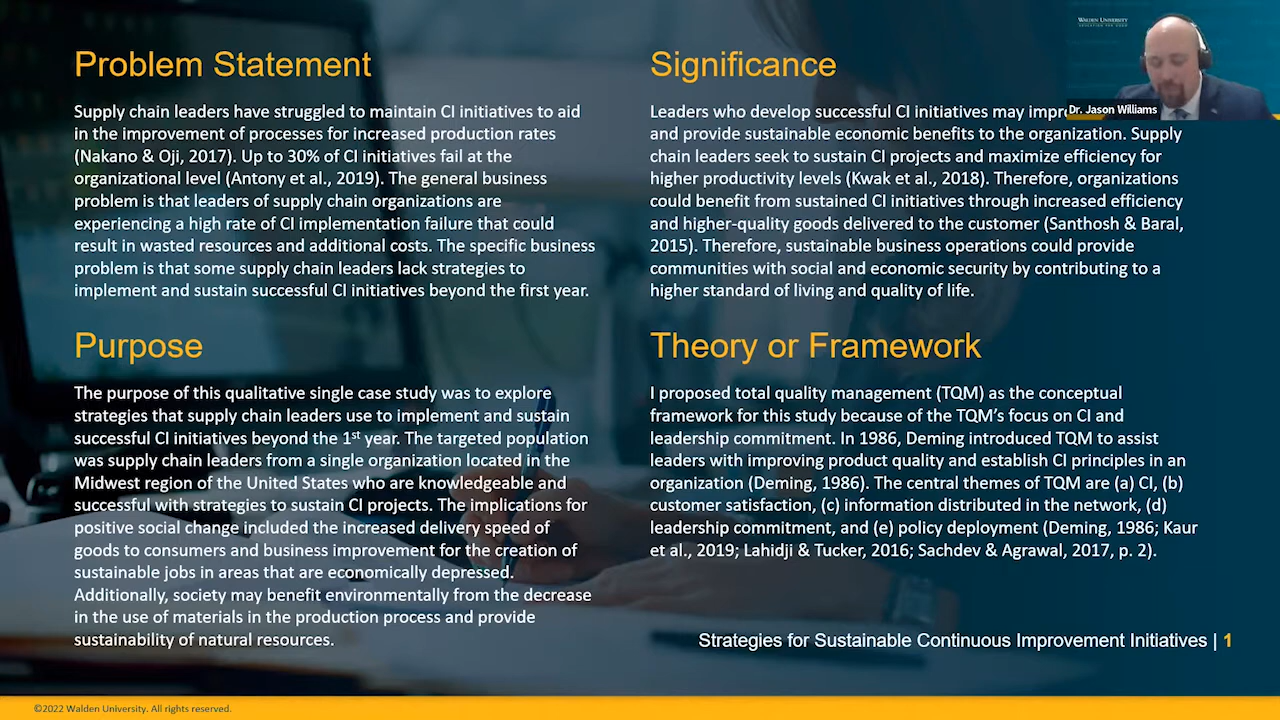 Problem Statement
Supply chain leaders have struggled to maintain CI initiatives to aid
in the improvement of processes for increased production rates
(Nakano & Oji, 2017). Up to 30% of CI initiatives fail at the
organizational level (Antony et al., 2019). The general business
problem is that leaders of supply chain organizations are
experiencing a high rate of CI implementation failure that could
result in wasted resources and additional costs. The specific business
problem is that some supply chain leaders lack strategies to
implement and sustain successful CI initiatives beyond the first year.
Purpose
The purpose of this qualitative single case study was to explore
strategies that supply chain leaders use to implement and sustain
successful CI initiatives beyond the 1st year. The targeted population
was supply chain leaders from a single organization located in the
Midwest region of the United States who are knowledgeable and
successful with strategies to sustain CI projects. The implications for
positive social change included the increased delivery speed of
goods to consumers and business improvement for the creation of
sustainable jobs in areas that are economically depressed.
Additionally, society may benefit environmentally from the decrease
in the use of materials in the production process and provide
sustainability of natural resources.
Significance
Leaders who develop successful CI initiatives may
and provide sustainable economic benefits to the organization. Supply
chain leaders seek to sustain CI projects and maximize efficiency for
higher productivity levels (Kwak et al., 2018). Therefore, organizations
could benefit from sustained CI initiatives through increased efficiency
and higher-quality goods delivered to the customer (Santhosh & Baral,
2015). Therefore, sustainable business operations could provide
communities with social and economic security by contributing to a
higher standard of living and quality of life.
Theory or Framework
I proposed total quality management (TQM) as the conceptual
framework for this study because of the TQM's focus on CI and
leadership commitment. In 1986, Deming introduced TQM to assist
leaders with improving product quality and establish CI principles in an
organization (Deming, 1986). The central themes of TQM are (a) CI, (b)
customer satisfaction, (c) information distributed in the network, (d)
leadership commitment, and (e) policy deployment (Deming, 1986; Kaur
et al., 2019; Lahidji & Tucker, 2016; Sachdev & Agrawal, 2017, p. 2).
Strategies for Sustainable Continuous Improvement Initiatives | 1
WALDEN UNIVERSITY
Dr. Jason Williams
©2022 Walden University. All rights reserved.